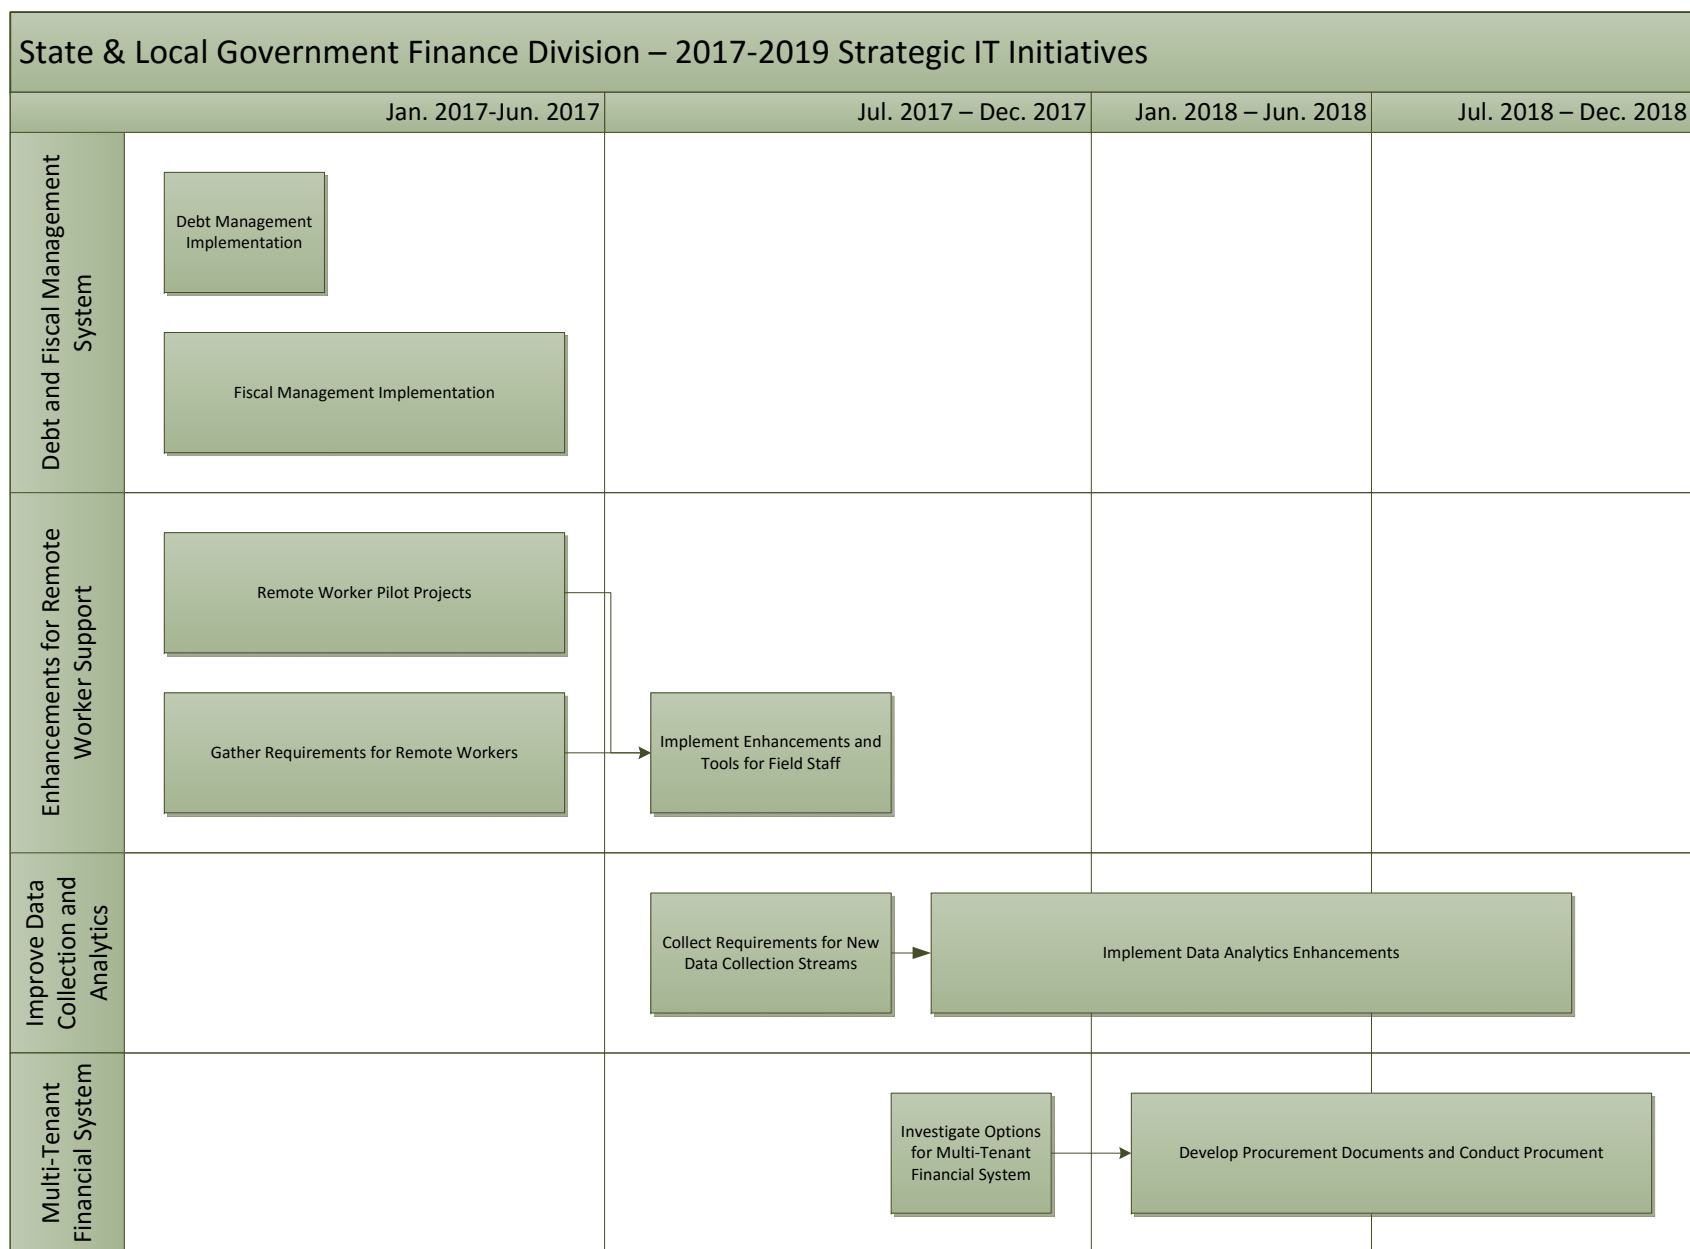 State & Local Government Finance Division – 2017-2019 Strategic IT Initiatives
Jan. 2017-Jun. 2017
Jul. 2017 – Dec. 2017
Jan. 2018 – Jun. 2018
Jul. 2018 – Dec. 2018
Debt and Fiscal Management
System
Debt Management
Implementation
Fiscal Management Implementation
Enhancements for Remote
Worker Support
Remote Worker Pilot Projects
Gather Requirements for Remote Workers
Implement Enhancements and
Tools for Field Staff
Improve Data
Collection and
Analytics
Collect Requirements for New
Data Collection Streams
Implement Data Analytics Enhancements
Multi-Tenant
Financial System
Investigate Options
for Multi-Tenant
Financial System
Develop Procurement Documents and Conduct Procument